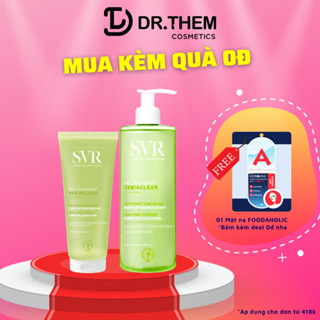 DR.THEM
COSMETICS
MUA KÈM QUÀ 0Đ
SVR
SEBIACLEAR
SVR
SEBIACLEAR
FREE
A
01 Mặt nạ FOODAHOLIC
*Bấm kèm deal 0đ nha
*Áp dụng cho đơn từ 418k